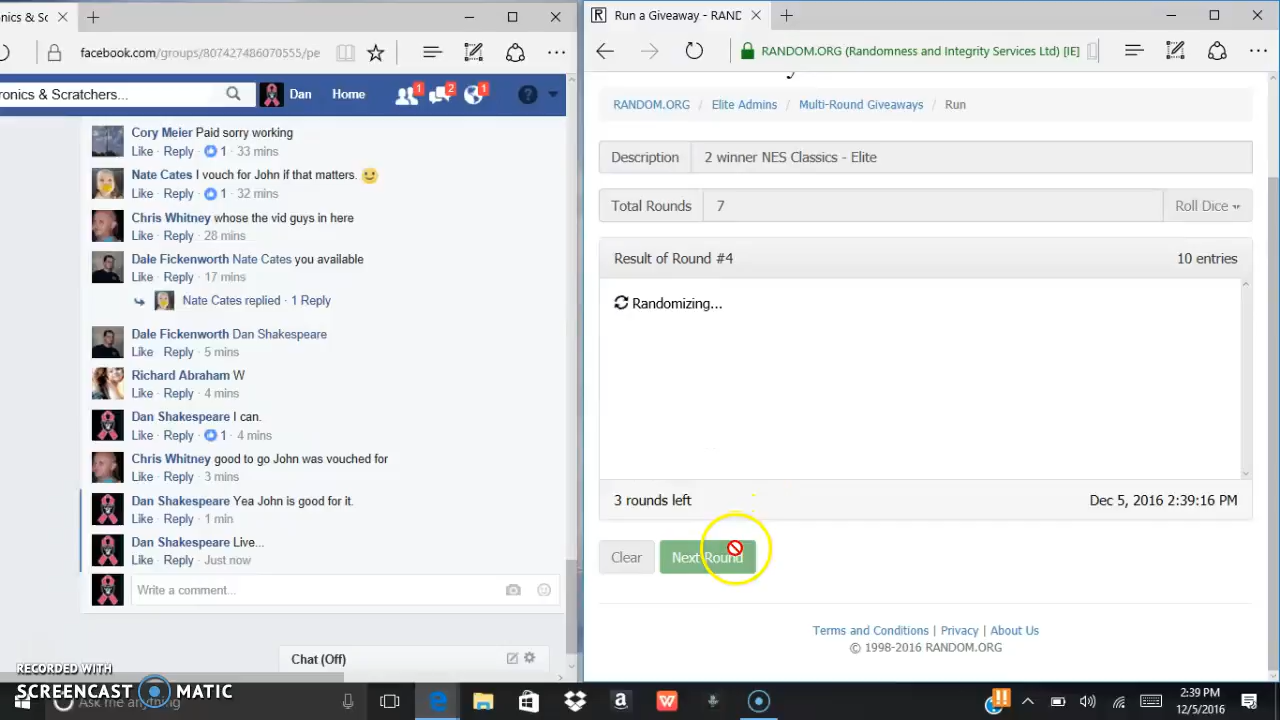 nics & Sc
facebook.com/groups/807427486070555/pe
ronics & Scratchers...
Dan
Home
1
2
1
Cory Meier Paid sorry working
Like · Reply · 1 · 33 mins
Nate Cates I vouch for John if that matters.
Like · Reply · 1 · 32 mins
Chris Whitney whose the vid guys in here
Like · Reply · 28 mins
Dale Fickenworth Nate Cates you available
Like · Reply · 17 mins
Nate Cates replied · 1 Reply
Dale Fickenworth Dan Shakespeare
Like · Reply · 5 mins
Richard Abraham W
Like · Reply · 4 mins
Dan Shakespeare I can.
Like · Reply · 1 · 4 mins
Chris Whitney good to go John was vouched for
Like · Reply · 3 mins
Dan Shakespeare Yea John is good for it.
Like · Reply · 1 min
Dan Shakespeare Live...
Like · Reply · Just now
Write a comment...
Chat (Off)
R Run a Giveaway - RAND
RANDOM.ORG (Randomness and Integrity Services Ltd) [IE]
RANDOM.ORG / Elite Admins / Multi-Round Giveaways / Run
Description 2 winner NES Classics - Elite
Total Rounds 7 Roll Dice
Result of Round #4 10 entries
Randomizing...
3 rounds left Dec 5, 2016 2:39:16 PM
Clear Next Round
Terms and Conditions | Privacy | About Us
© 1998-2016 RANDOM.ORG
RECORDED WITH
SCREENCAST MATIC
Ask me anything
2:39 PM
12/5/2016